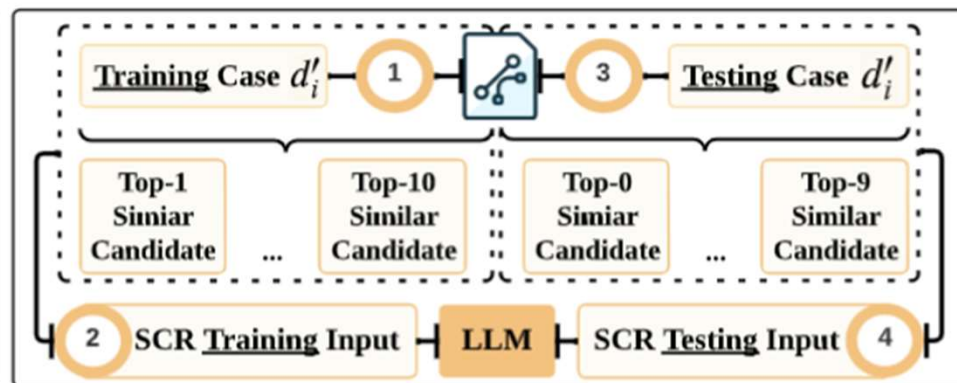 Training Case d′ᵢ
1
3
Testing Case d′ᵢ
Top-1
Simiar
Candidate
...
Top-10
Similar
Candidate
Top-0
Simiar
Candidate
...
Top-9
Similar
Candidate
2
SCR Training Input
LLM
SCR Testing Input
4